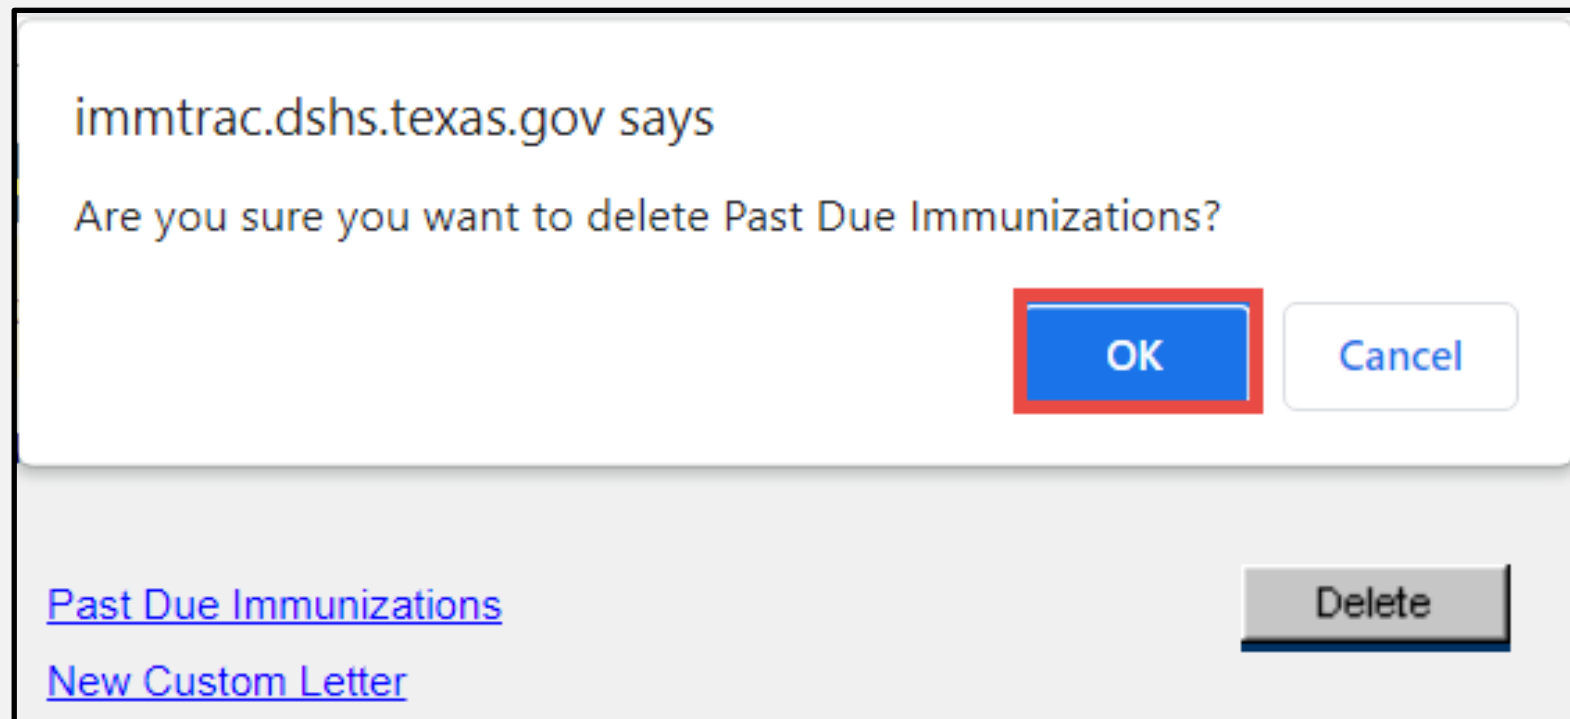 immtrac.dshs.texas.gov says
Are you sure you want to delete Past Due Immunizations?
OK Cancel
Past Due Immunizations Delete
New Custom Letter